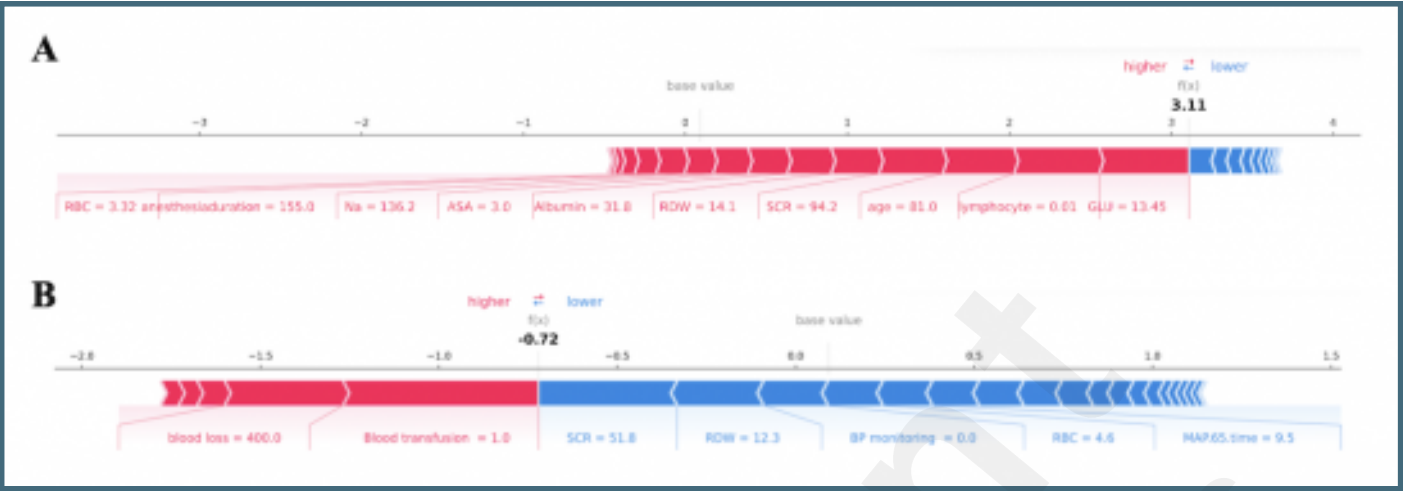 A
higher lower
base value
f(x)
3.11
-3 -2 -1 0 1 2 3 4
RBC = 3.32 anesthesiaduration = 155.0 Na = 136.2 ASA = 3.0 Albumin = 31.8 RDW = 14.1 SCR = 94.2 age = 81.0 lymphocyte = 0.01 GLU = 13.45
B
higher lower
f(x)
base value
-0.72
-2.0 -1.5 -1.0 -0.5 0.0 0.5 1.0 1.5
blood loss = 400.0 Blood transfusion = 1.0 SCR = 51.8 RDW = 12.3 BP monitoring = 0.0 RBC = 4.6 MAP.65.time = 9.5